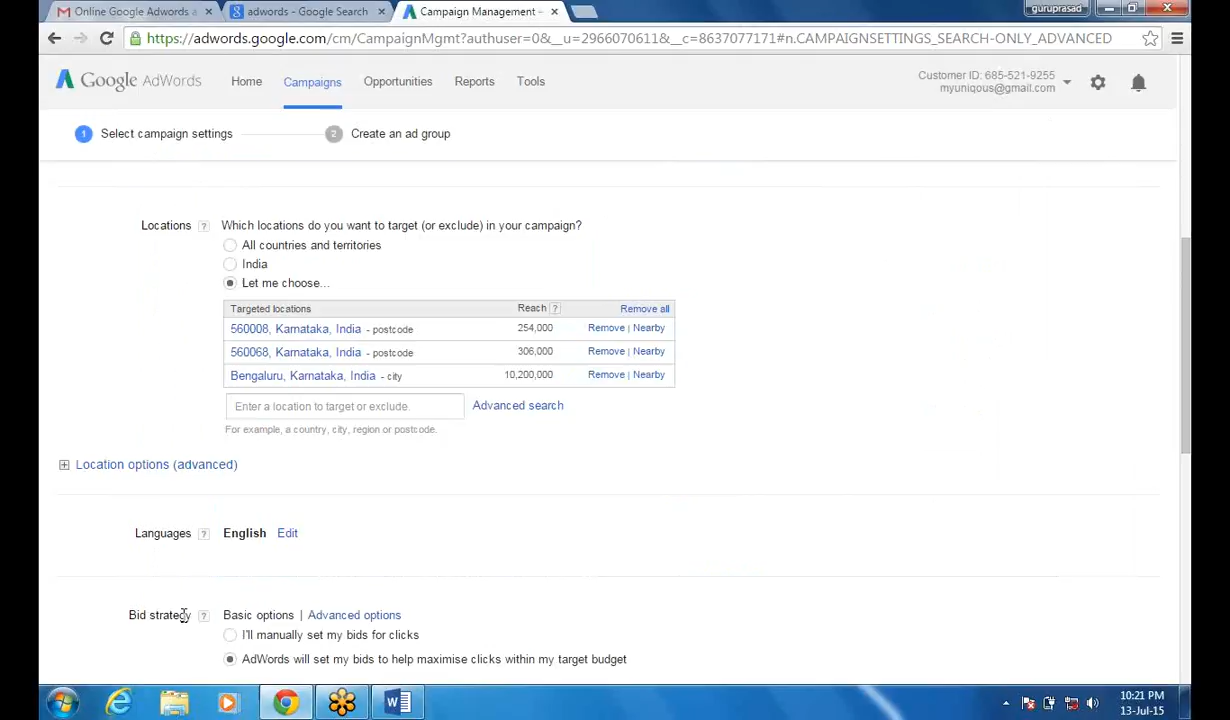 Online Google Adwords a
adwords - Google Search
Campaign Management -
guruprasad
https://adwords.google.com/cm/CampaignMgmt?authuser=0&__u=2966070611&__c=8637077171#n.CAMPAIGNSETTINGS_SEARCH-ONLY_ADVANCED
Google AdWords
Home
Campaigns
Opportunities
Reports
Tools
Customer ID: 685-521-9255
myuniqous@gmail.com
1 Select campaign settings
2 Create an ad group
Locations ? Which locations do you want to target (or exclude) in your campaign?
All countries and territories
India
Let me choose...
Targeted locations Reach ? Remove all
560008, Karnataka, India - postcode 254,000 Remove | Nearby
560068, Karnataka, India - postcode 306,000 Remove | Nearby
Bengaluru, Karnataka, India - city 10,200,000 Remove | Nearby
Enter a location to target or exclude. Advanced search
For example, a country, city, region or postcode.
Location options (advanced)
Languages ? English Edit
Bid strategy ? Basic options | Advanced options
I'll manually set my bids for clicks
AdWords will set my bids to help maximise clicks within my target budget
10:21 PM
13-Jul-15